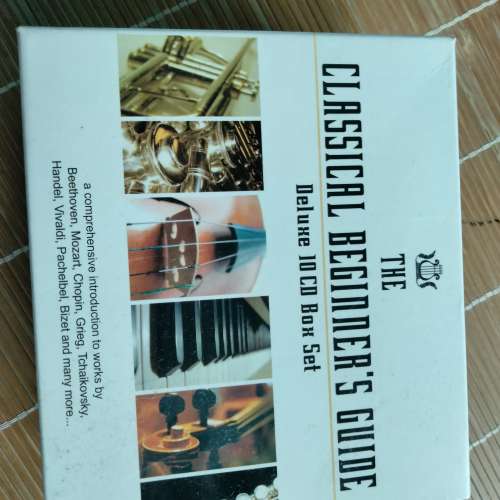 THE
CLASSICAL BEGINNER'S GUIDE
Deluxe 10 CD Box Set
a comprehensive introduction to works by
Beethoven, Mozart, Chopin, Grieg, Tchaikovsky,
Handel, Vivaldi, Pachelbel, Bizet and many more...